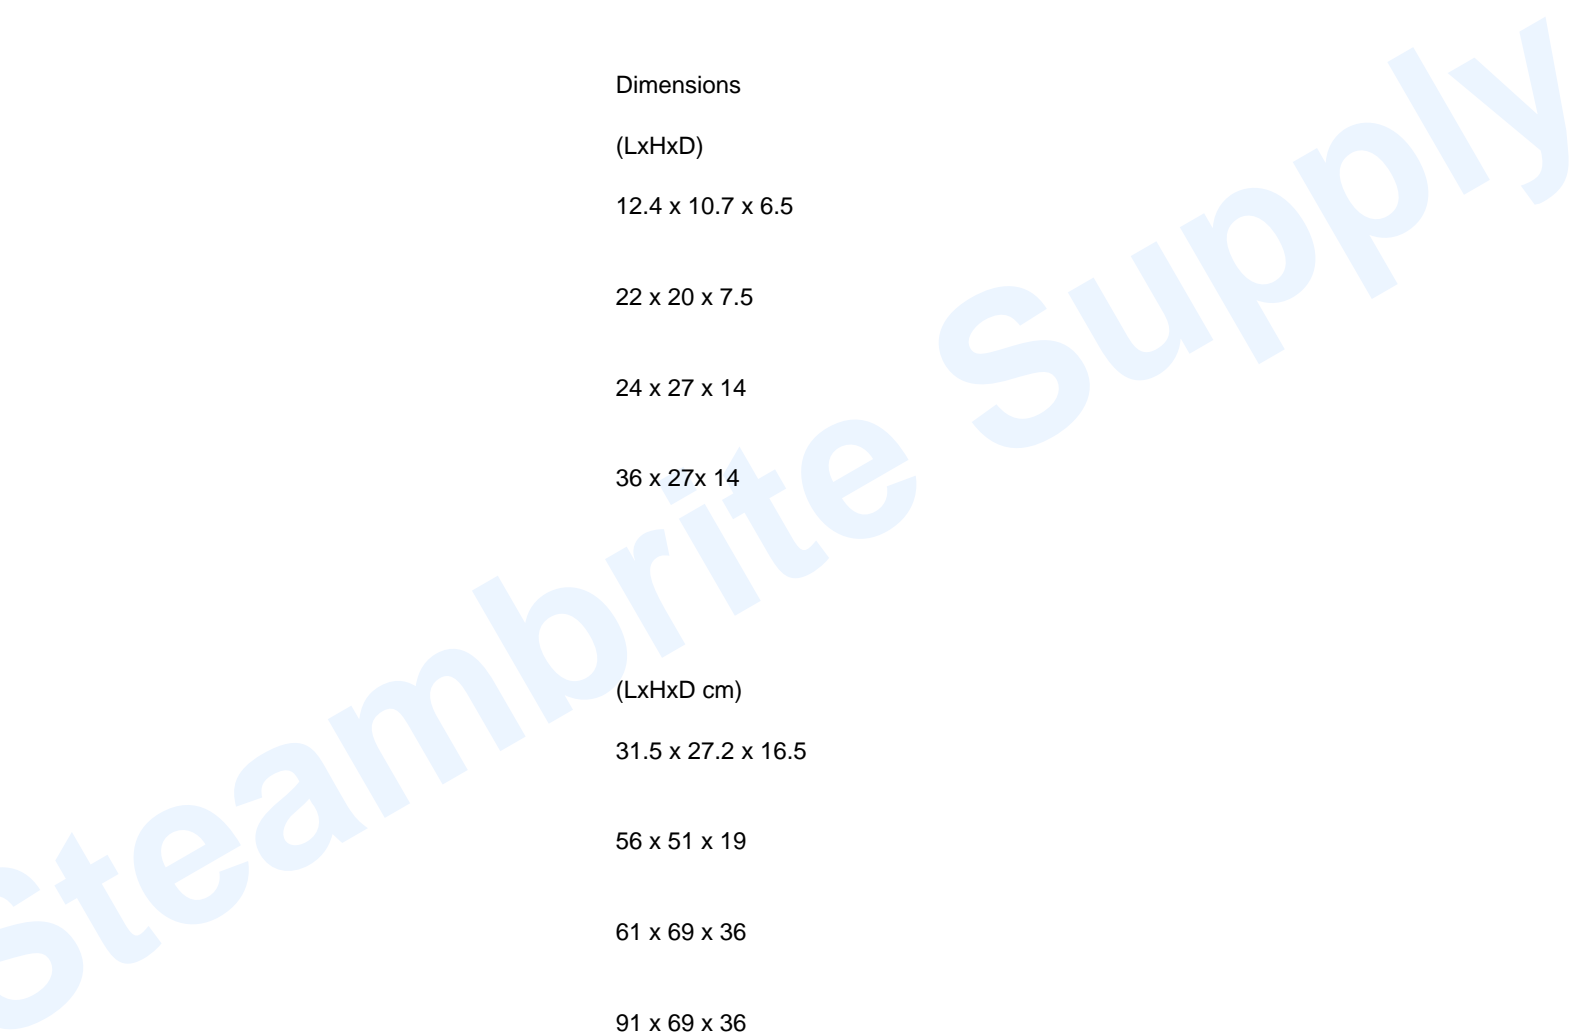 Dimensions
(LxHxD)
12.4 x 10.7 x 6.5
22 x 20 x 7.5
24 x 27 x 14
36 x 27x 14
(LxHxD cm)
31.5 x 27.2 x 16.5
56 x 51 x 19
61 x 69 x 36
91 x 69 x 36
Steambrite Supply